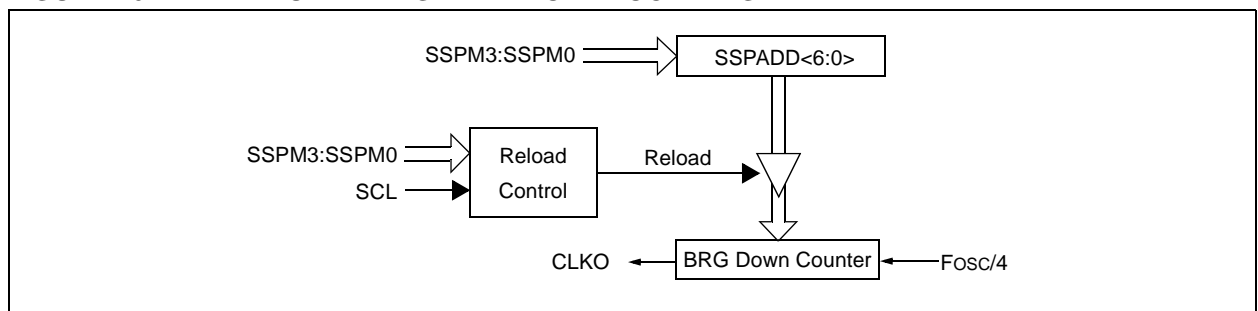 SSPM3:SSPM0
SSPADD<6:0>
SSPM3:SSPM0
SCL
Reload
Control
Reload
CLKO
BRG Down Counter
FOSC/4